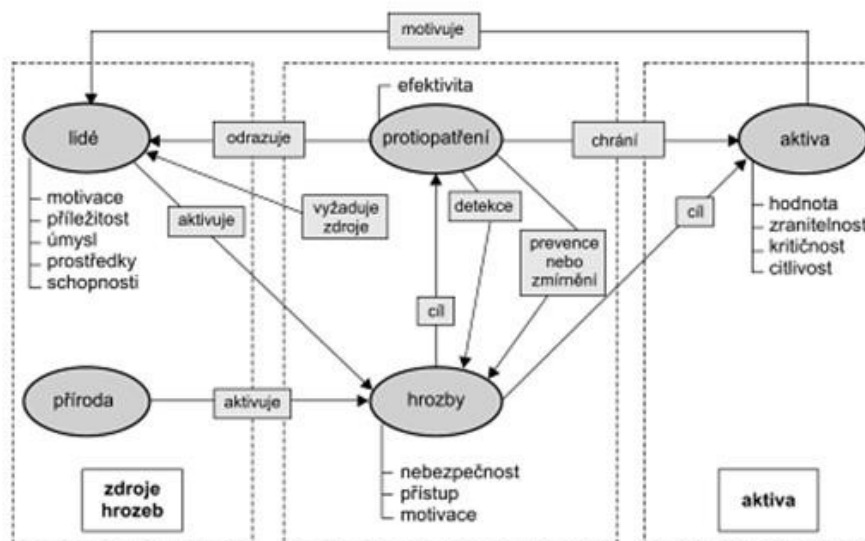 motivuje
efektivita
lidé
odrazuje
protiopatření
chrání
aktiva
motivace
příležitost
úmysl
prostředky
schopnosti
aktivuje
vyžaduje
zdroje
detekce
prevence
nebo
zmírnění
cíl
hodnota
zranitelnost
kritičnost
citlivost
cíl
příroda
aktivuje
hrozby
nebezpečnost
přístup
motivace
zdroje
hrozeb
aktiva